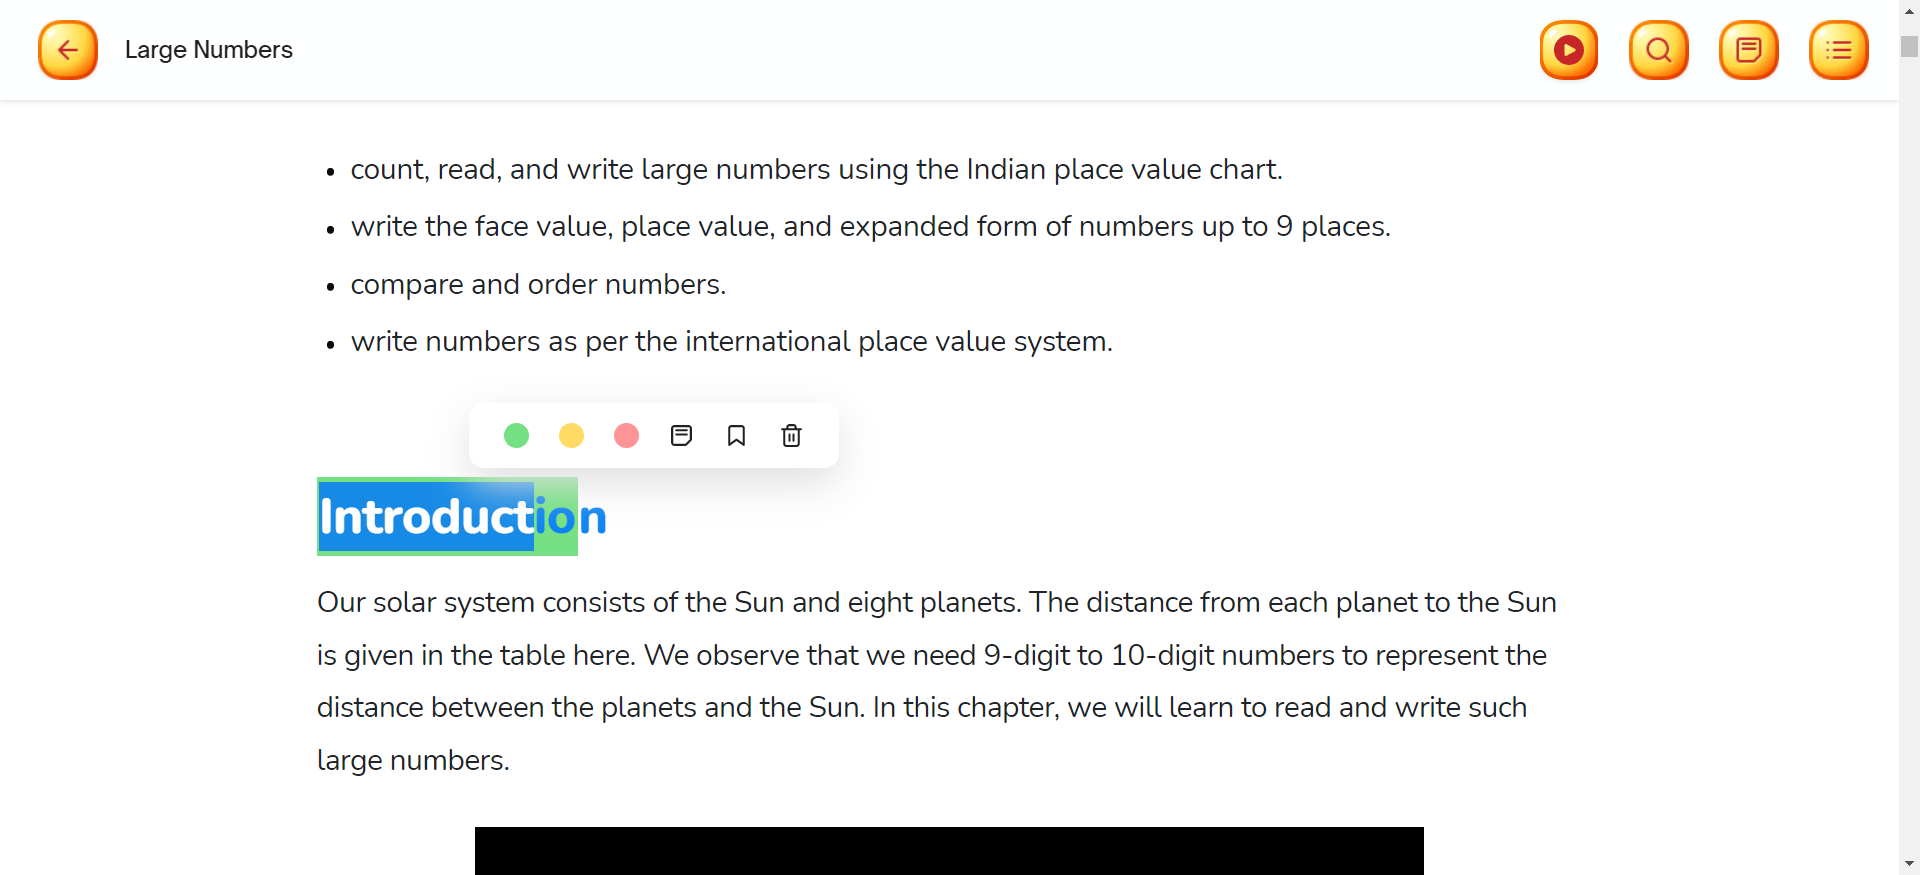 Large Numbers
count, read, and write large numbers using the Indian place value chart.
write the face value, place value, and expanded form of numbers up to 9 places.
compare and order numbers.
write numbers as per the international place value system.
Introduction
Our solar system consists of the Sun and eight planets. The distance from each planet to the Sun
is given in the table here. We observe that we need 9-digit to 10-digit numbers to represent the
distance between the planets and the Sun. In this chapter, we will learn to read and write such
large numbers.